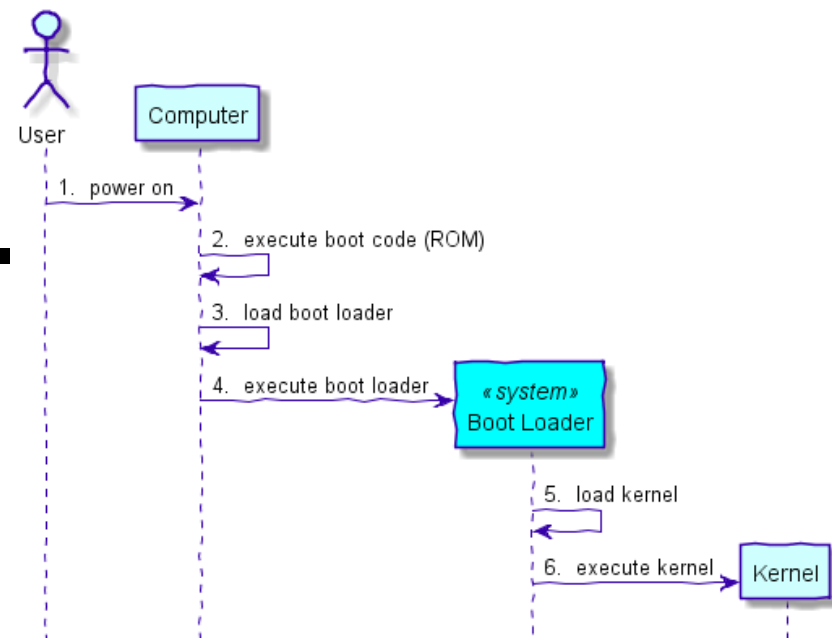 User
Computer
1. power on
2. execute boot code (ROM)
3. load boot loader
4. execute boot loader
«system»
Boot Loader
5. load kernel
6. execute kernel
Kernel